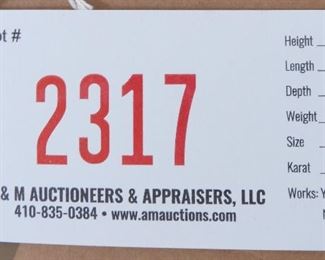 ot #
2317
& M AUCTIONEERS & APPRAISERS, LLC
410-835-0384 • www.amauctions.com
Height
Length
Depth
Weight
Size
Karat
Works: Y